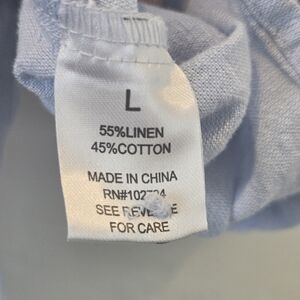 L
55%LINEN
45%COTTON
MADE IN CHINA
SEE
FOR CARE